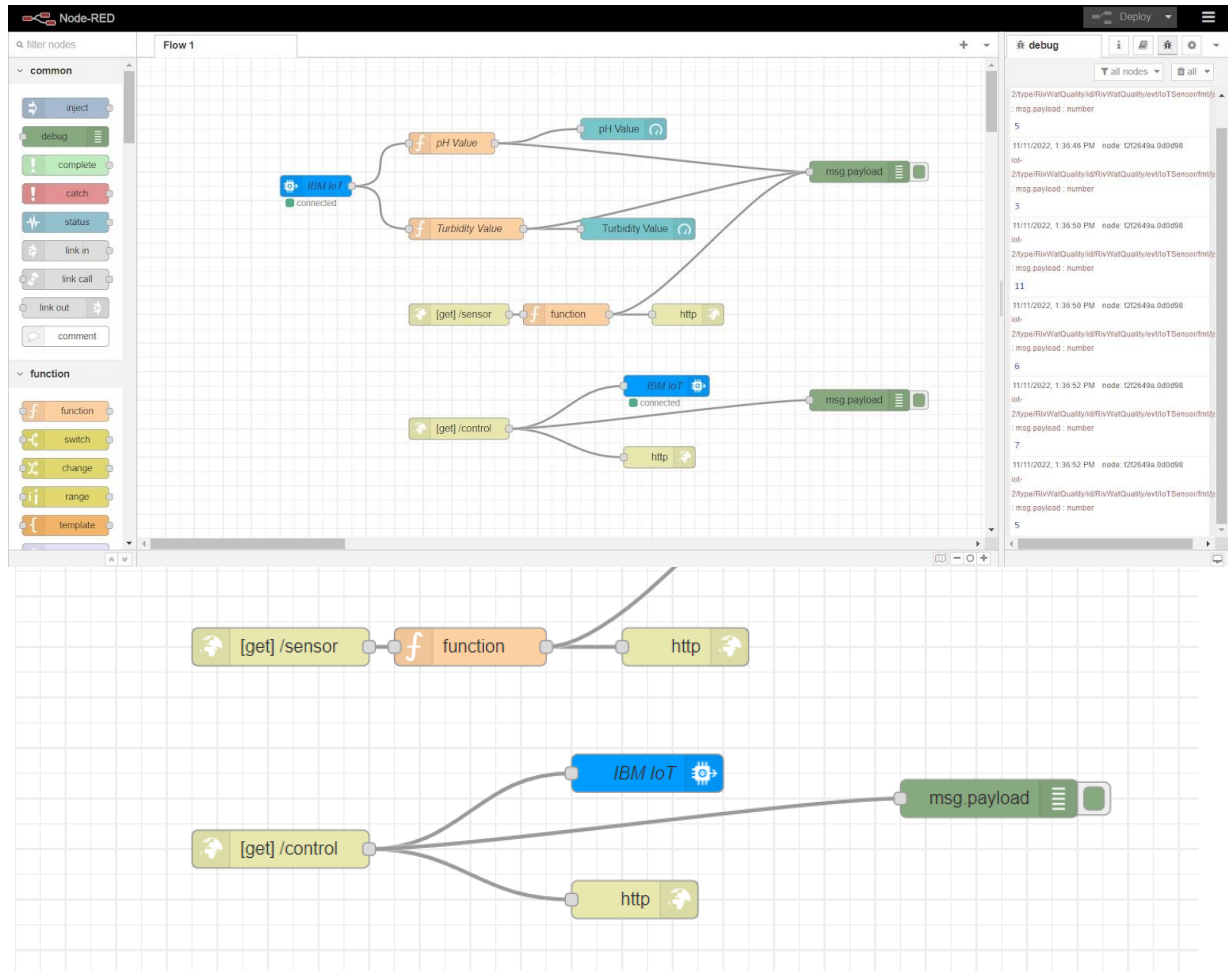 Node-RED
Deploy
filter nodes
Flow 1
debug
i
all nodes
all
common
inject
debug
complete
catch
status
link in
link call
link out
comment
function
function
switch
change
range
template
pH Value
pH Value
msg.payload
IBM IoT
connected
Turbidity Value
Turbidity Value
[get] /sensor
function
http
IBM IoT
connected
msg.payload
[get] /control
http
2/type/RivWatQuality/id/RivWatQuality/evt/IoTSensor/fmt/js
: msg.payload : number
5
11/11/2022, 1:36:46 PM node: f2f2649a.0d0d98
iot-
2/type/RivWatQuality/id/RivWatQuality/evt/IoTSensor/fmt/js
: msg.payload : number
3
11/11/2022, 1:36:50 PM node: f2f2649a.0d0d98
iot-
2/type/RivWatQuality/id/RivWatQuality/evt/IoTSensor/fmt/js
: msg.payload : number
11
11/11/2022, 1:36:50 PM node: f2f2649a.0d0d98
iot-
2/type/RivWatQuality/id/RivWatQuality/evt/IoTSensor/fmt/js
: msg.payload : number
6
11/11/2022, 1:36:52 PM node: f2f2649a.0d0d98
iot-
2/type/RivWatQuality/id/RivWatQuality/evt/IoTSensor/fmt/js
: msg.payload : number
7
11/11/2022, 1:36:52 PM node: f2f2649a.0d0d98
iot-
2/type/RivWatQuality/id/RivWatQuality/evt/IoTSensor/fmt/js
: msg.payload : number
5
[get] /sensor
function
http
IBM IoT
msg.payload
[get] /control
http